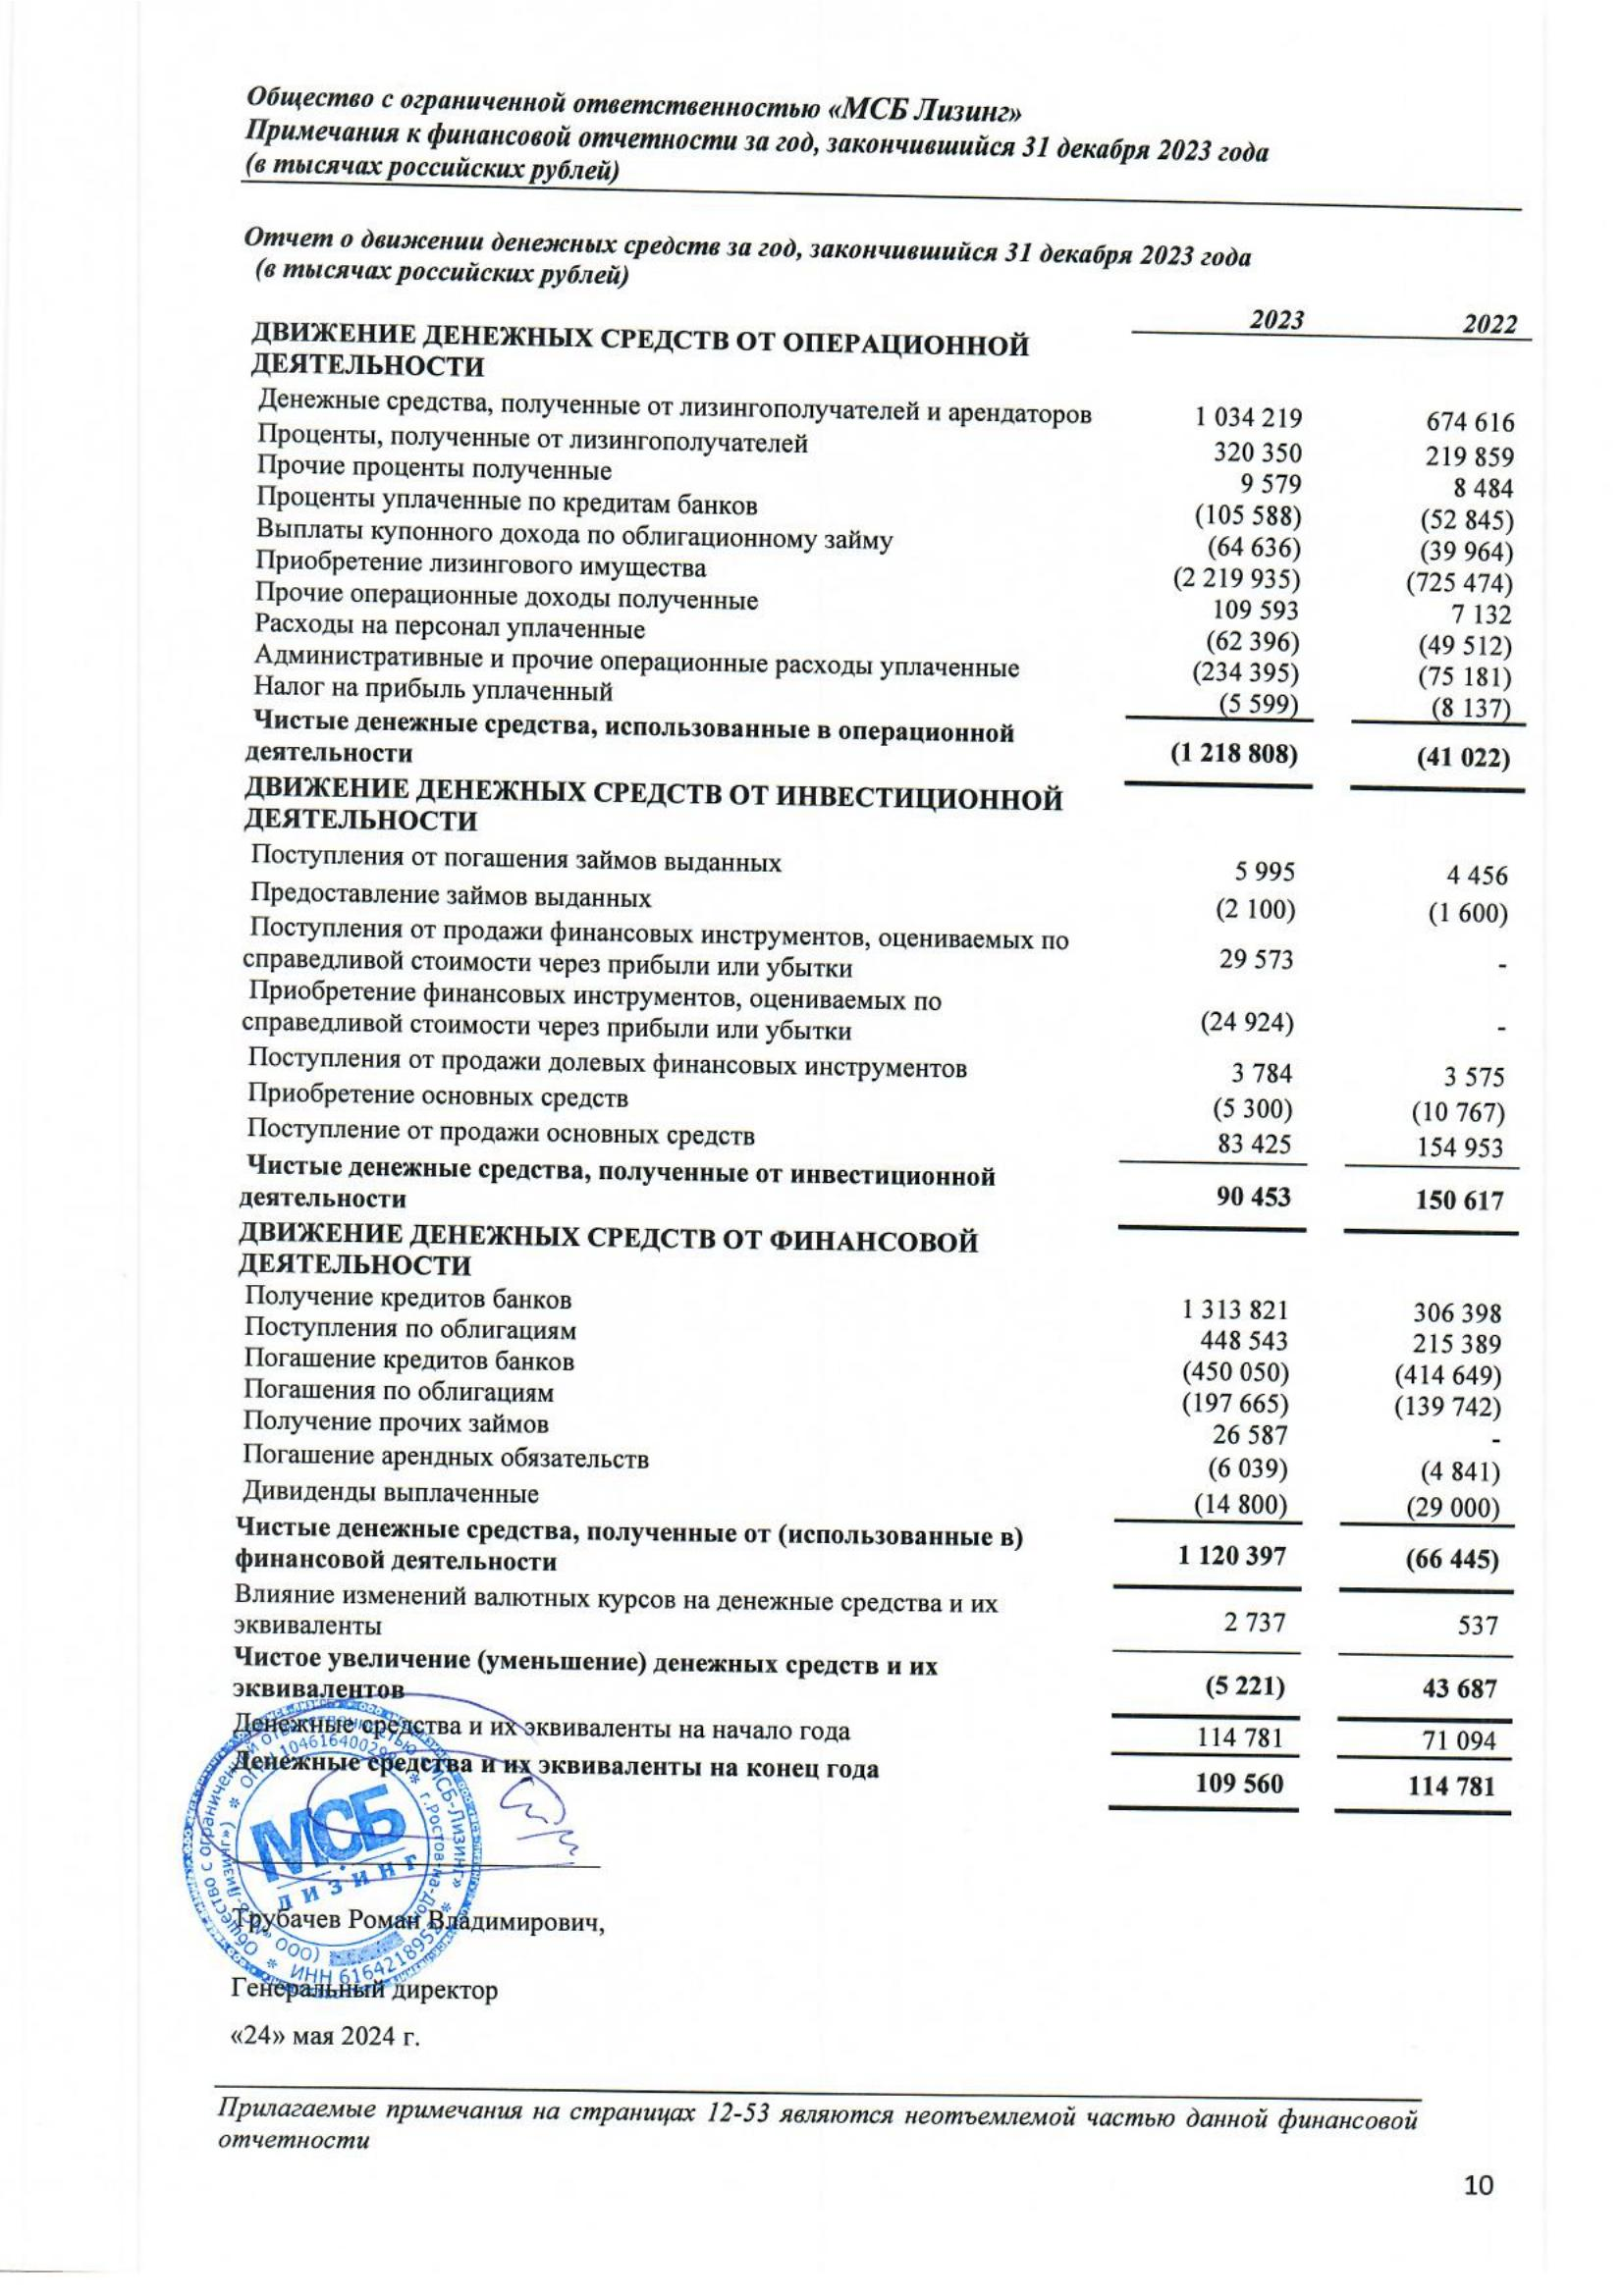 Общество с ограниченной ответственностью «МСБ Лизинг»
Примечания к финансовой отчетности за год, закончившийся 31 декабря 2023 года
(в тысячах российских рублей)
Отчет о движении денежных средств за год, закончившийся 31 декабря 2023 года
(в тысячах российских рублей)
2023 2022
ДВИЖЕНИЕ ДЕНЕЖНЫХ СРЕДСТВ ОТ ОПЕРАЦИОННОЙ
ДЕЯТЕЛЬНОСТИ
Денежные средства, полученные от лизингополучателей и арендаторов 1 034 219 674 616
Проценты, полученные от лизингополучателей 320 350 219 859
Прочие проценты полученные 9 579 8 484
Проценты уплаченные по кредитам банков (105 588) (52 845)
Выплаты купонного дохода по облигационному займу (64 636) (39 964)
Приобретение лизингового имущества (2 219 935) (725 474)
Прочие операционные доходы полученные 109 593 7 132
Расходы на персонал уплаченные (62 396) (49 512)
Административные и прочие операционные расходы уплаченные (234 395) (75 181)
Налог на прибыль уплаченный (5 599) (8 137)
Чистые денежные средства, использованные в операционной
деятельности (1 218 808) (41 022)
ДВИЖЕНИЕ ДЕНЕЖНЫХ СРЕДСТВ ОТ ИНВЕСТИЦИОННОЙ
ДЕЯТЕЛЬНОСТИ
Поступления от погашения займов выданных 5 995 4 456
Предоставление займов выданных (2 100) (1 600)
Поступления от продажи финансовых инструментов, оцениваемых по
справедливой стоимости через прибыли или убытки 29 573 -
Приобретение финансовых инструментов, оцениваемых по
справедливой стоимости через прибыли или убытки (24 924) -
Поступления от продажи долевых финансовых инструментов 3 784 3 575
Приобретение основных средств (5 300) (10 767)
Поступление от продажи основных средств 83 425 154 953
Чистые денежные средства, полученные от инвестиционной
деятельности 90 453 150 617
ДВИЖЕНИЕ ДЕНЕЖНЫХ СРЕДСТВ ОТ ФИНАНСОВОЙ
ДЕЯТЕЛЬНОСТИ
Получение кредитов банков 1 313 821 306 398
Поступления по облигациям 448 543 215 389
Погашение кредитов банков (450 050) (414 649)
Погашения по облигациям (197 665) (139 742)
Получение прочих займов 26 587 -
Погашение арендных обязательств (6 039) (4 841)
Дивиденды выплаченные (14 800) (29 000)
Чистые денежные средства, полученные от (использованные в)
финансовой деятельности 1 120 397 (66 445)
Влияние изменений валютных курсов на денежные средства и их
эквиваленты 2 737 537
Чистое увеличение (уменьшение) денежных средств и их
эквивалентов (5 221) 43 687
Денежные средства и их эквиваленты на начало года 114 781 71 094
Денежные средства и их эквиваленты на конец года 109 560 114 781
МСБ
лизинг
Общество с ограниченной ответственностью «МСБ-Лизинг»
г.Ростов-на-Дону
ИНН 6164218952
(ООО «МСБ-Лизинг»)
Трубачев Роман Владимирович,
Генеральный директор
«24» мая 2024 г.
Прилагаемые примечания на страницах 12-53 являются неотъемлемой частью данной финансовой
отчетности
10